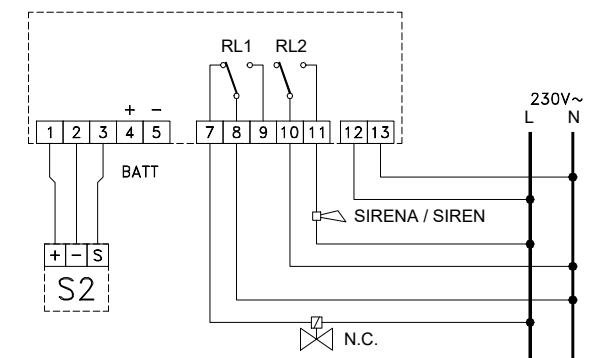 RL1 RL2
230V~
L N
+ −
1 2 3 4 5 7 8 9 10 11 12 13
BATT
SIRENA / SIREN
+ − S
S2
N.C.